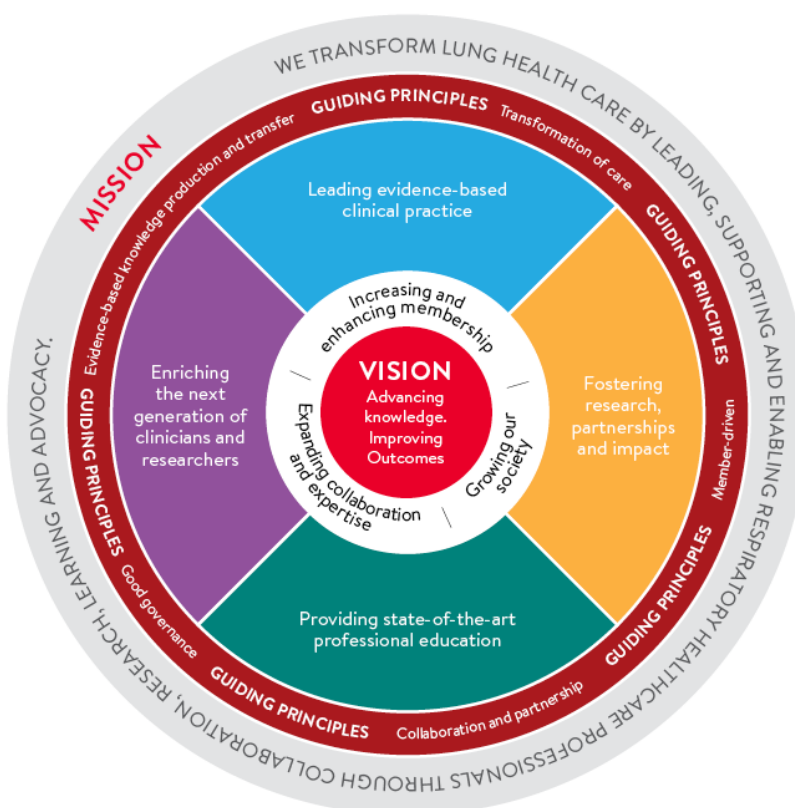 MISSION
WE TRANSFORM LUNG HEALTH CARE BY LEADING, SUPPORTING AND ENABLING RESPIRATORY HEALTHCARE PROFESSIONALS THROUGH COLLABORATION, RESEARCH, LEARNING AND ADVOCACY.
GUIDING PRINCIPLES
Transformation of care
GUIDING PRINCIPLES
Member-driven
GUIDING PRINCIPLES
Collaboration and partnership
GUIDING PRINCIPLES
Good governance
GUIDING PRINCIPLES
Evidence-based knowledge production and transfer
Leading evidence-based
clinical practice
Fostering
research,
partnerships
and impact
Providing state-of-the-art
professional education
Enriching
the next
generation of
clinicians and
researchers
Increasing and
enhancing membership
Growing our
society
Expanding collaboration
and expertise
VISION
Advancing
knowledge.
Improving
Outcomes